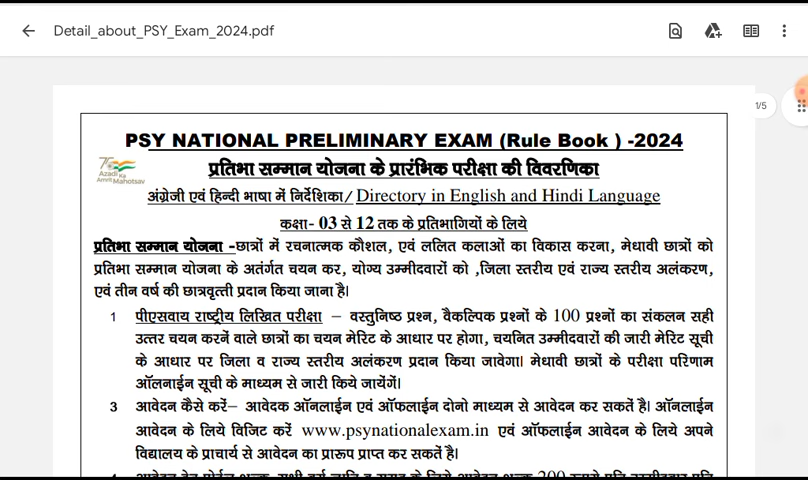 Detail_about_PSY_Exam_2024.pdf
1/5
PSY NATIONAL PRELIMINARY EXAM (Rule Book ) -2024
प्रतिभा सम्मान योजना के प्रारंभिक परीक्षा की विवरणिका
Azadi Ka
Amrit Mahotsav
अंग्रेजी एवं हिन्दी भाषा में निर्देशिका/ Directory in English and Hindi Language
कक्षा- 03 से 12 तक के प्रतिभागियों के लिये
प्रतिभा सम्मान योजना -छात्रों में रचनात्मक कौशल, एवं ललित कलाओं का विकास करना, मेधावी छात्रों को
प्रतिभा सम्मान योजना के अतंर्गत चयन कर, योग्य उम्मीदवारों को ,जिला स्तरीय एवं राज्य स्तरीय अलंकरण,
एवं तीन वर्ष की छात्रवृत्ती प्रदान किया जाना है।
1 पीएसवाय राष्ट्रीय लिखित परीक्षा – वस्तुनिष्ठ प्रश्न, वैकल्पिक प्रश्नों के 100 प्रश्नों का संकलन सही
उत्तर चयन करनें वाले छात्रों का चयन मेरिट के आधार पर होगा, चयनित उम्मीदवारों की जारी मेरिट सूची
के आधार पर जिला व राज्य स्तरीय अलंकरण प्रदान किया जावेगा। मेधावी छात्रों के परीक्षा परिणाम
ऑलनाईन सूची के माध्यम से जारी किये जायेंगें।
3 आवेदन कैसे करें– आवेदक ऑनलाईन एवं ऑफलाईन दोनो माध्यम से आवेदन कर सकतें है। ऑनलाईन
आवेदन के लिये विजिट करें www.psynationalexam.in एवं ऑफलाईन आवेदन के लिये अपने
विद्यालय के प्राचार्य से आवेदन का प्रारूप प्राप्त कर सकतें है।